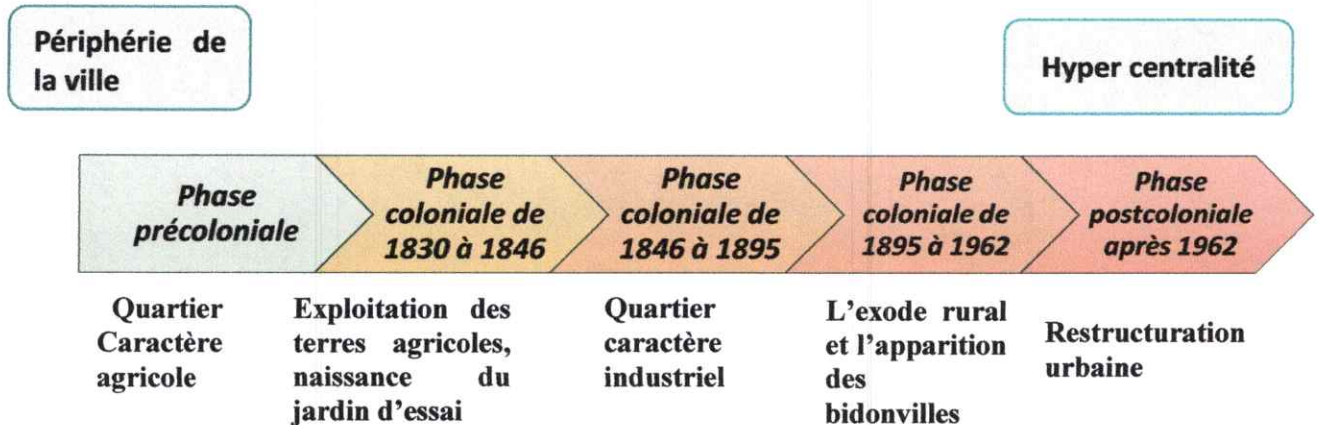 Périphérie de
la ville
Hyper centralité
Phase
précoloniale
Phase
coloniale de
1830 à 1846
Phase
coloniale de
1846 à 1895
Phase
coloniale de
1895 à 1962
Phase
postcoloniale
après 1962
Quartier
Caractère
agricole
Exploitation des
terres agricoles,
naissance du
jardin d'essai
Quartier
caractère
industriel
L'exode rural
et l'apparition
des
bidonvilles
Restructuration
urbaine